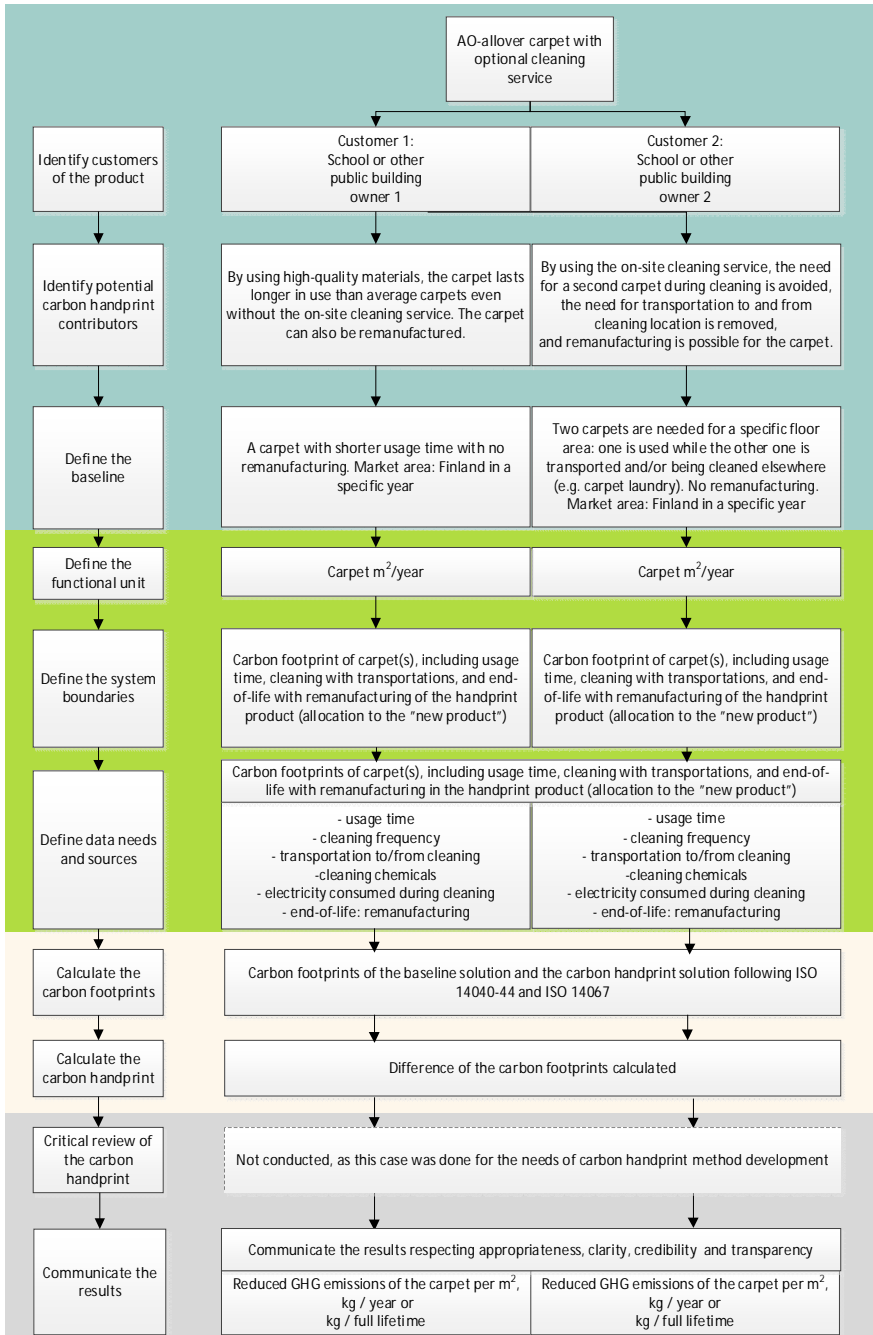 AO-allover carpet with
optional cleaning
service
Identify customers
of the product
Customer 1:
School or other
public building
owner 1
Customer 2:
School or other
public building
owner 2
Identify potential
carbon handprint
contributors
By using high-quality materials, the carpet lasts
longer in use than average carpets even
without the on-site cleaning service. The carpet
can also be remanufactured.
By using the on-site cleaning service, the need
for a second carpet during cleaning is avoided,
the need for transportation to and from
cleaning location is removed,
and remanufacturing is possible for the carpet.
Define the
baseline
A carpet with shorter usage time with no
remanufacturing. Market area: Finland in a
specific year
Two carpets are needed for a specific floor
area: one is used while the other one is
transported and/or being cleaned elsewhere
(e.g. carpet laundry). No remanufacturing.
Market area: Finland in a specific year
Define the
functional unit
Carpet m²/year
Carpet m²/year
Define the system
boundaries
Carbon footprint of carpet(s), including usage
time, cleaning with transportations, and end-
of-life with remanufacturing of the handprint
product (allocation to the "new product")
Carbon footprint of carpet(s), including usage
time, cleaning with transportations, and end-
of-life with remanufacturing of the handprint
product (allocation to the "new product")
Define data needs
and sources
Carbon footprints of carpet(s), including usage time, cleaning with transportations, and end-of-
life with remanufacturing in the handprint product (allocation to the "new product")
- usage time
- cleaning frequency
- transportation to/from cleaning
-cleaning chemicals
- electricity consumed during cleaning
- end-of-life: remanufacturing
- usage time
- cleaning frequency
- transportation to/from cleaning
-cleaning chemicals
- electricity consumed during cleaning
- end-of-life: remanufacturing
Calculate the
carbon footprints
Carbon footprints of the baseline solution and the carbon handprint solution following ISO
14040-44 and ISO 14067
Calculate the
carbon handprint
Difference of the carbon footprints calculated
Critical review of
the carbon
handprint
Not conducted, as this case was done for the needs of carbon handprint method development
Communicate the
results
Communicate the results respecting appropriateness, clarity, credibility and transparency
Reduced GHG emissions of the carpet per m²,
kg / year or
kg / full lifetime
Reduced GHG emissions of the carpet per m²,
kg / year or
kg / full lifetime